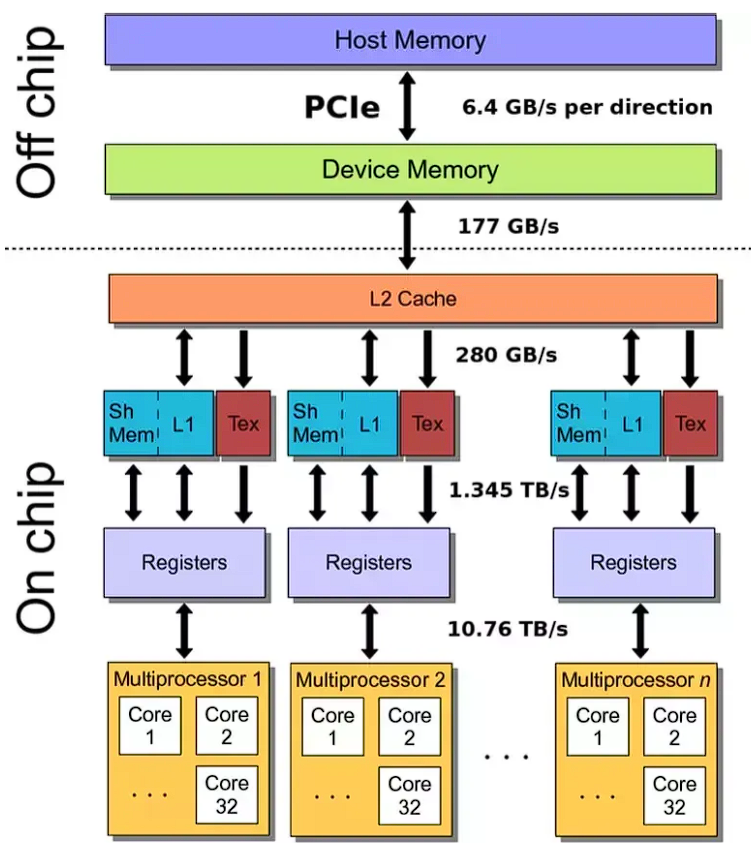 Off chip
Host Memory
PCIe
6.4 GB/s per direction
Device Memory
177 GB/s
On chip
L2 Cache
280 GB/s
Sh
Mem
L1
Tex
Sh
Mem
L1
Tex
Sh
Mem
L1
Tex
1.345 TB/s
Registers
Registers
Registers
10.76 TB/s
Multiprocessor 1
Core
1
Core
2
. . .
Core
32
Multiprocessor 2
Core
1
Core
2
. . .
Core
32
. . .
Multiprocessor n
Core
1
Core
2
. . .
Core
32